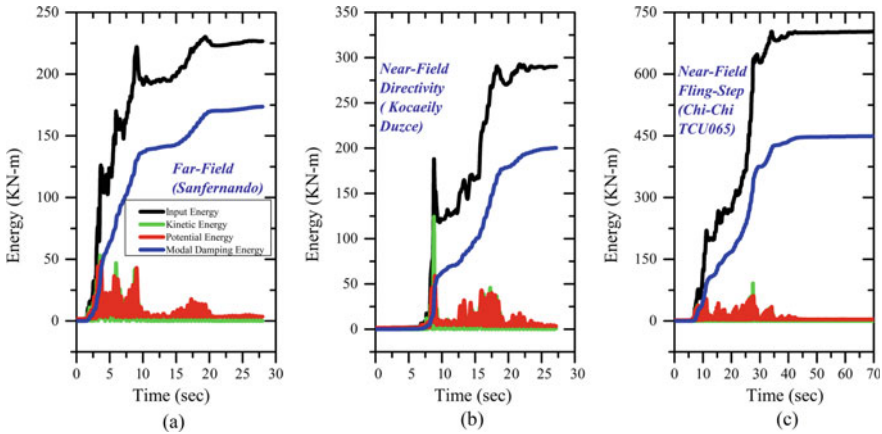 250
200
150
100
50
0
Energy (KN-m)
Far-Field
(Sanfernando)
Input Energy
Kinetic Energy
Potential Energy
Modal Damping Energy
0 5 10 15 20 25 30
Time (sec)
(a)
350
300
250
200
150
100
50
0
Energy (KN-m)
Near-Field
Directivity
( Kocaeily
Duzce)
0 5 10 15 20 25 30
Time (sec)
(b)
750
600
450
300
150
0
Energy (KN-m)
Near-Field
Fling-Step
(Chi-Chi
TCU065)
0 10 20 30 40 50 60 70
Time (sec)
(c)